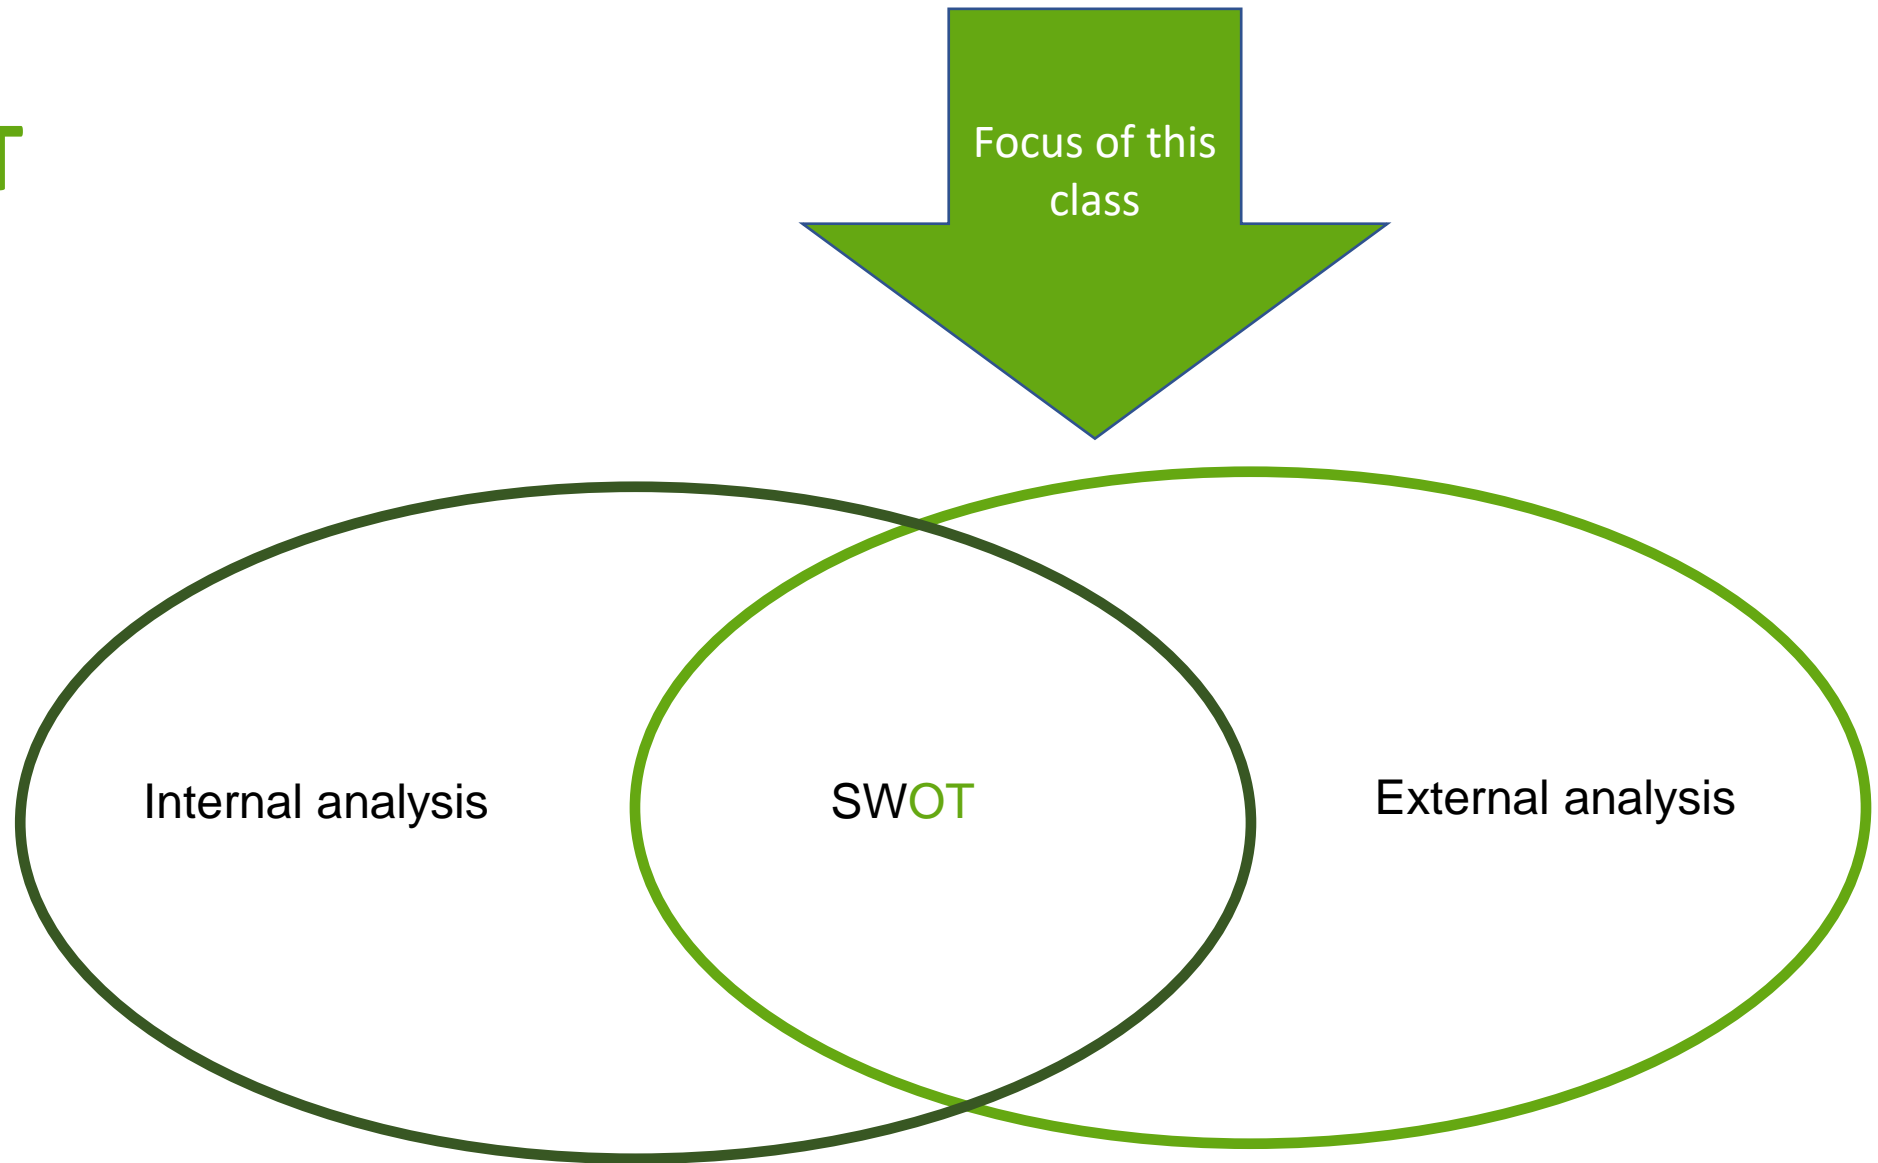 T
Focus of this
class
Internal analysis
SWOT
External analysis